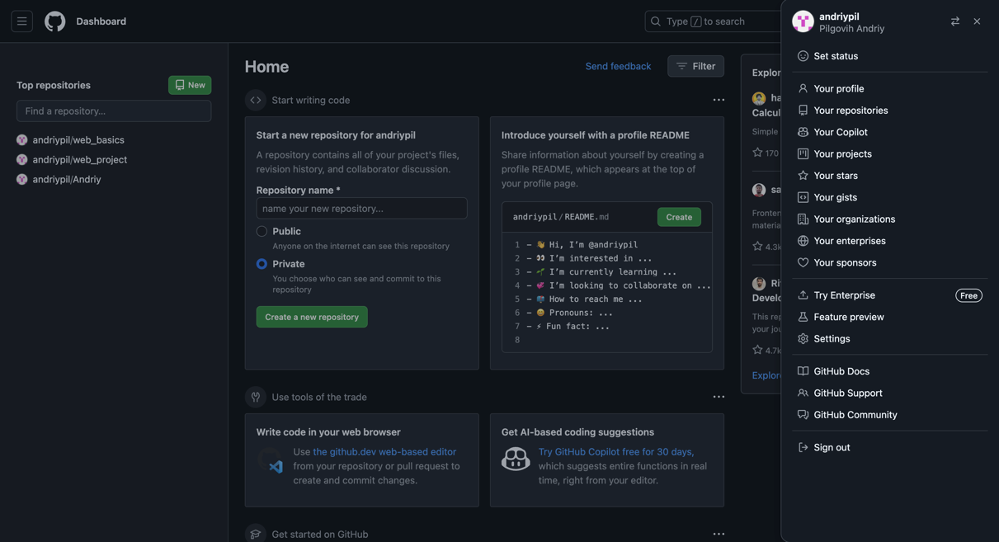 Dashboard
Type / to search
Top repositories
New
Find a repository...
andriypil/web_basics
andriypil/web_project
andriypil/Andriy
Home
Send feedback
Filter
Start writing code
Start a new repository for andriypil
A repository contains all of your project's files,
revision history, and collaborator discussion.
Repository name *
name your new repository...
Public
Anyone on the internet can see this repository
Private
You choose who can see and commit to this
repository
Create a new repository
Introduce yourself with a profile README
Share information about yourself by creating a
profile README, which appears at the top of
your profile page.
andriypil / README.md
Create
1 - 👋 Hi, I’m @andriypil
2 - 👀 I’m interested in ...
3 - 🌱 I’m currently learning ...
4 - 💞️ I’m looking to collaborate on ...
5 - 📫 How to reach me ...
6 - 😄 Pronouns: ...
7 - ⚡ Fun fact: ...
8
Use tools of the trade
Write code in your web browser
Use the github.dev web-based editor
from your repository or pull request to
create and commit changes.
Get AI-based coding suggestions
Try GitHub Copilot free for 30 days,
which suggests entire functions in real
time, right from your editor.
Get started on GitHub
Explor
ha
Calcul
Simple
170
sa
Fronten
materia
4.3k
Ri
Develo
This rep
your jou
4.7k
Explore
andriypil
Pilgovih Andriy
Set status
Your profile
Your repositories
Your Copilot
Your projects
Your stars
Your gists
Your organizations
Your enterprises
Your sponsors
Try Enterprise
Free
Feature preview
Settings
GitHub Docs
GitHub Support
GitHub Community
Sign out